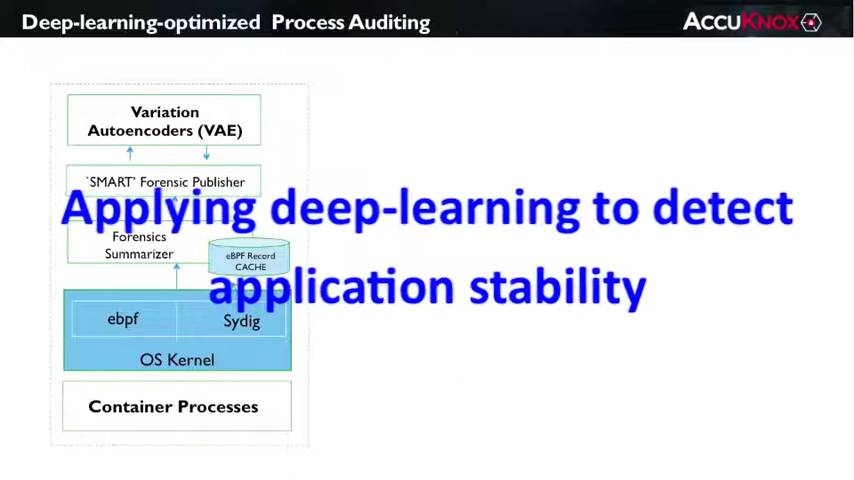 Deep-learning-optimized Process Auditing
ACCUKNOX
Variation
Autoencoders (VAE)
`SMART' Forensic Publisher
Applying deep-learning to detect
application stability
Forensics
Summarizer
eBPF Record
CACHE
ebpf
Sydig
OS Kernel
Container Processes